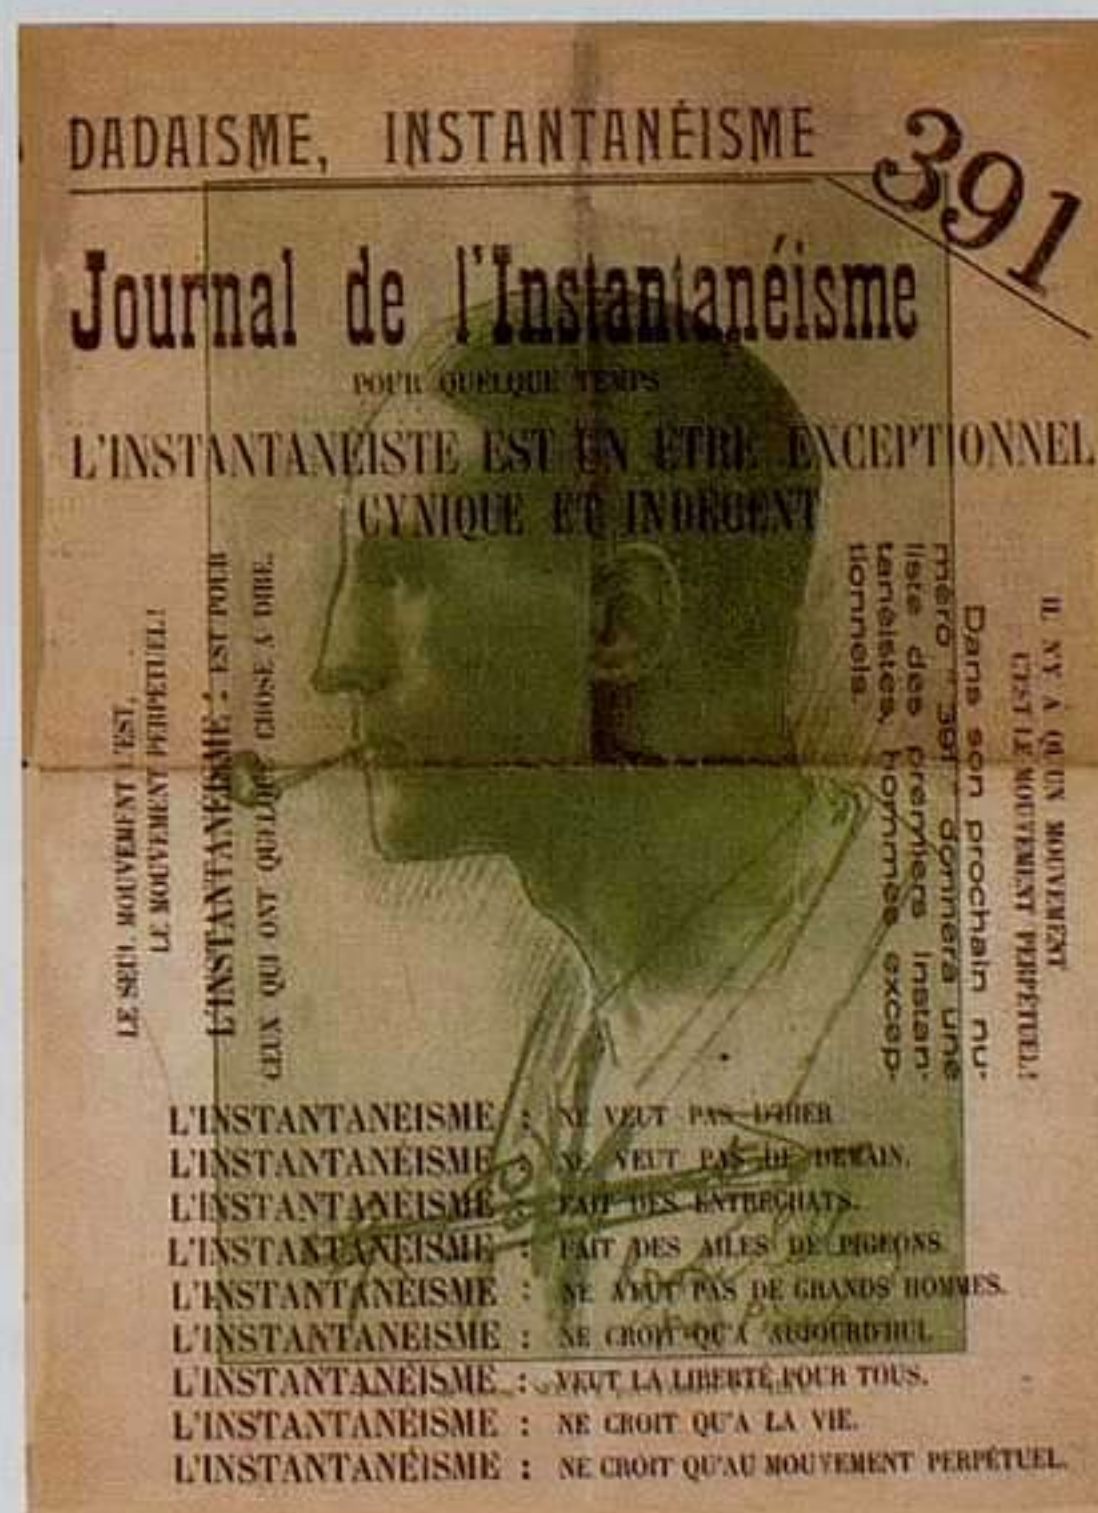 DADAISME, INSTANTANÉISME
391
Journal de l'Instantanéisme
POUR QUELQUE TEMPS
L'INSTANTANÉISTE EST UN ÊTRE EXCEPTIONNEL
CYNIQUE ET INDÉCENT
LE SEUL MOUVEMENT C'EST,
LE MOUVEMENT PERPÉTUEL!
L'INSTANTANÉISME : EST POUR
CEUX QUI ONT QUELQUE CHOSE A DIRE.
Dans son prochain nu-
méro "391" donnera une
liste des premiers instan-
tanéistes, hommes excep-
tionnels.
IL N'Y A QU'UN MOUVEMENT
C'EST LE MOUVEMENT PERPÉTUEL!
L'INSTANTANÉISME : NE VEUT PAS D'HIER
L'INSTANTANÉISME : NE VEUT PAS DE DEMAIN.
L'INSTANTANÉISME : FAIT DES ENTRECHATS.
L'INSTANTANÉISME : FAIT DES AILES DE PIGEONS
L'INSTANTANÉISME : NE VEUT PAS DE GRANDS HOMMES.
L'INSTANTANÉISME : NE CROIT QU'A AUJOURD'HUI.
L'INSTANTANÉISME : VEUT LA LIBERTÉ POUR TOUS.
L'INSTANTANÉISME : NE CROIT QU'A LA VIE.
L'INSTANTANÉISME : NE CROIT QU'AU MOUVEMENT PERPÉTUEL.